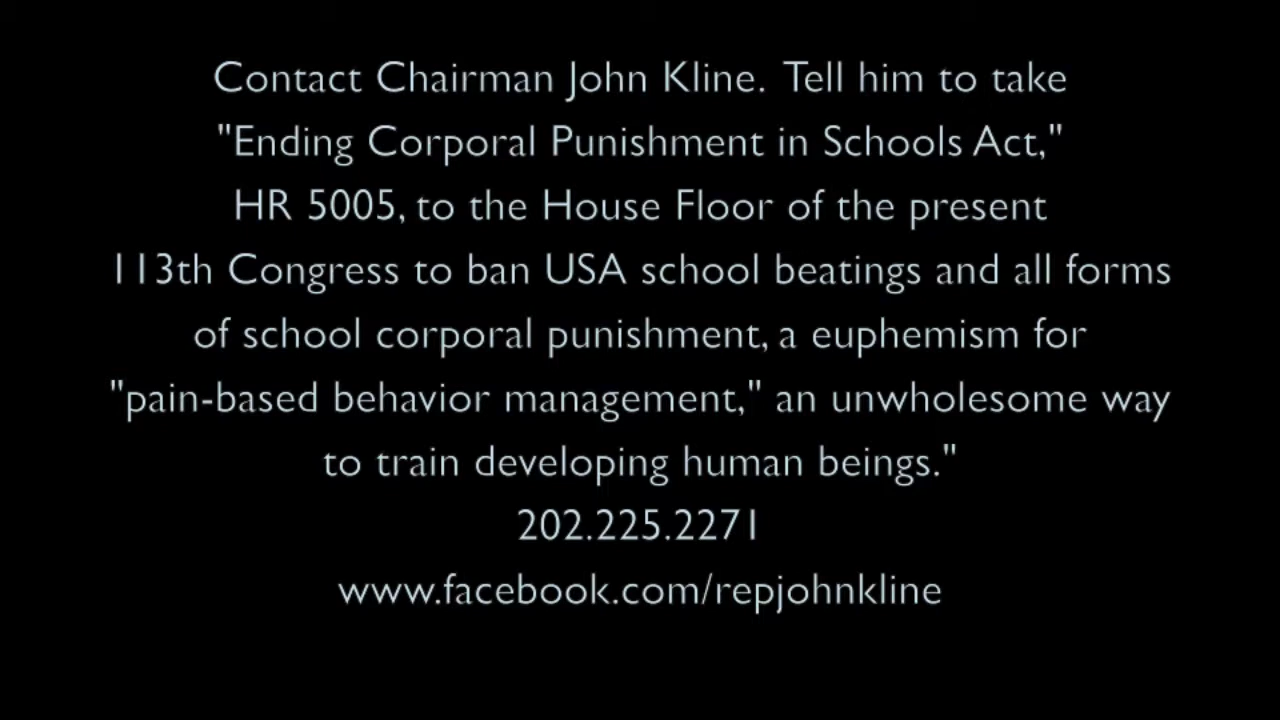 Contact Chairman John Kline. Tell him to take
"Ending Corporal Punishment in Schools Act,"
HR 5005, to the House Floor of the present
113th Congress to ban USA school beatings and all forms
of school corporal punishment, a euphemism for
"pain-based behavior management," an unwholesome way
to train developing human beings."
202.225.2271
www.facebook.com/repjohnkline